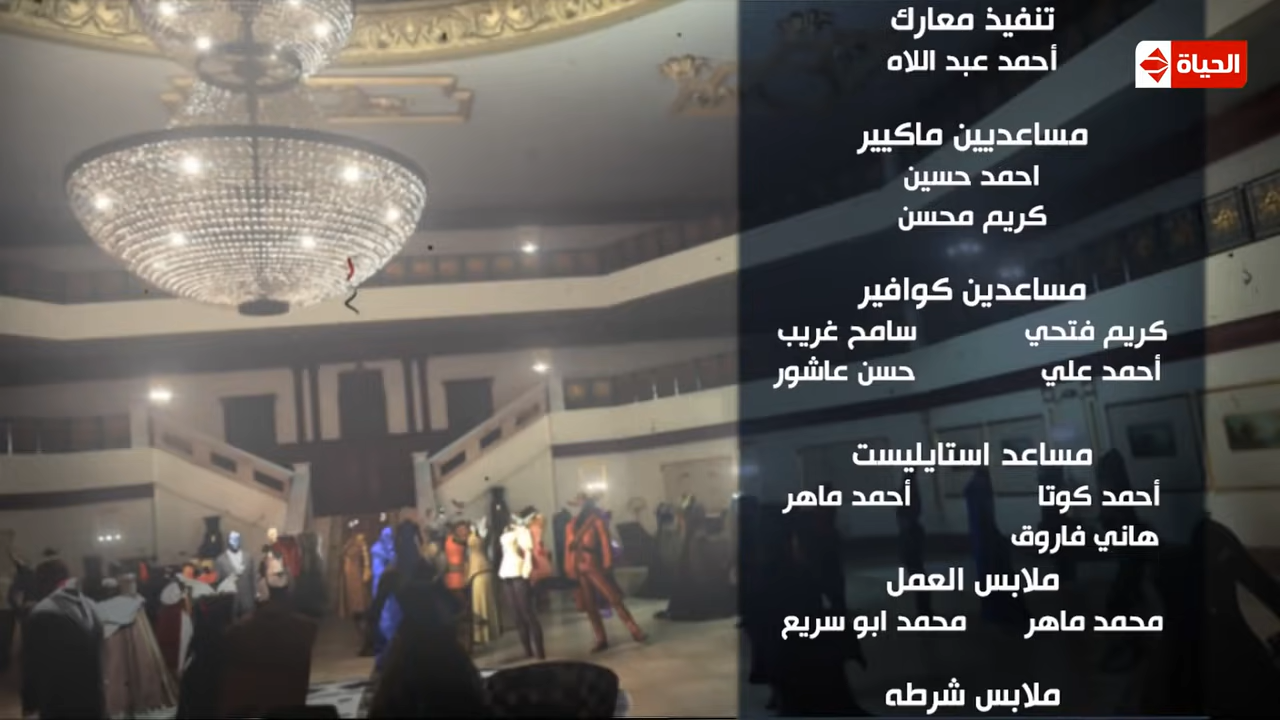 تنفيذ معارك
أحمد عبد اللاه
الحياة
مساعديين ماكيير
احمد حسين
كريم محسن
مساعدين كوافير
كريم فتحي سامح غريب
أحمد علي حسن عاشور
مساعد استايليست
أحمد كوتا أحمد ماهر
هاني فاروق
ملابس العمل
محمد ماهر محمد ابو سريع
ملابس شرطه